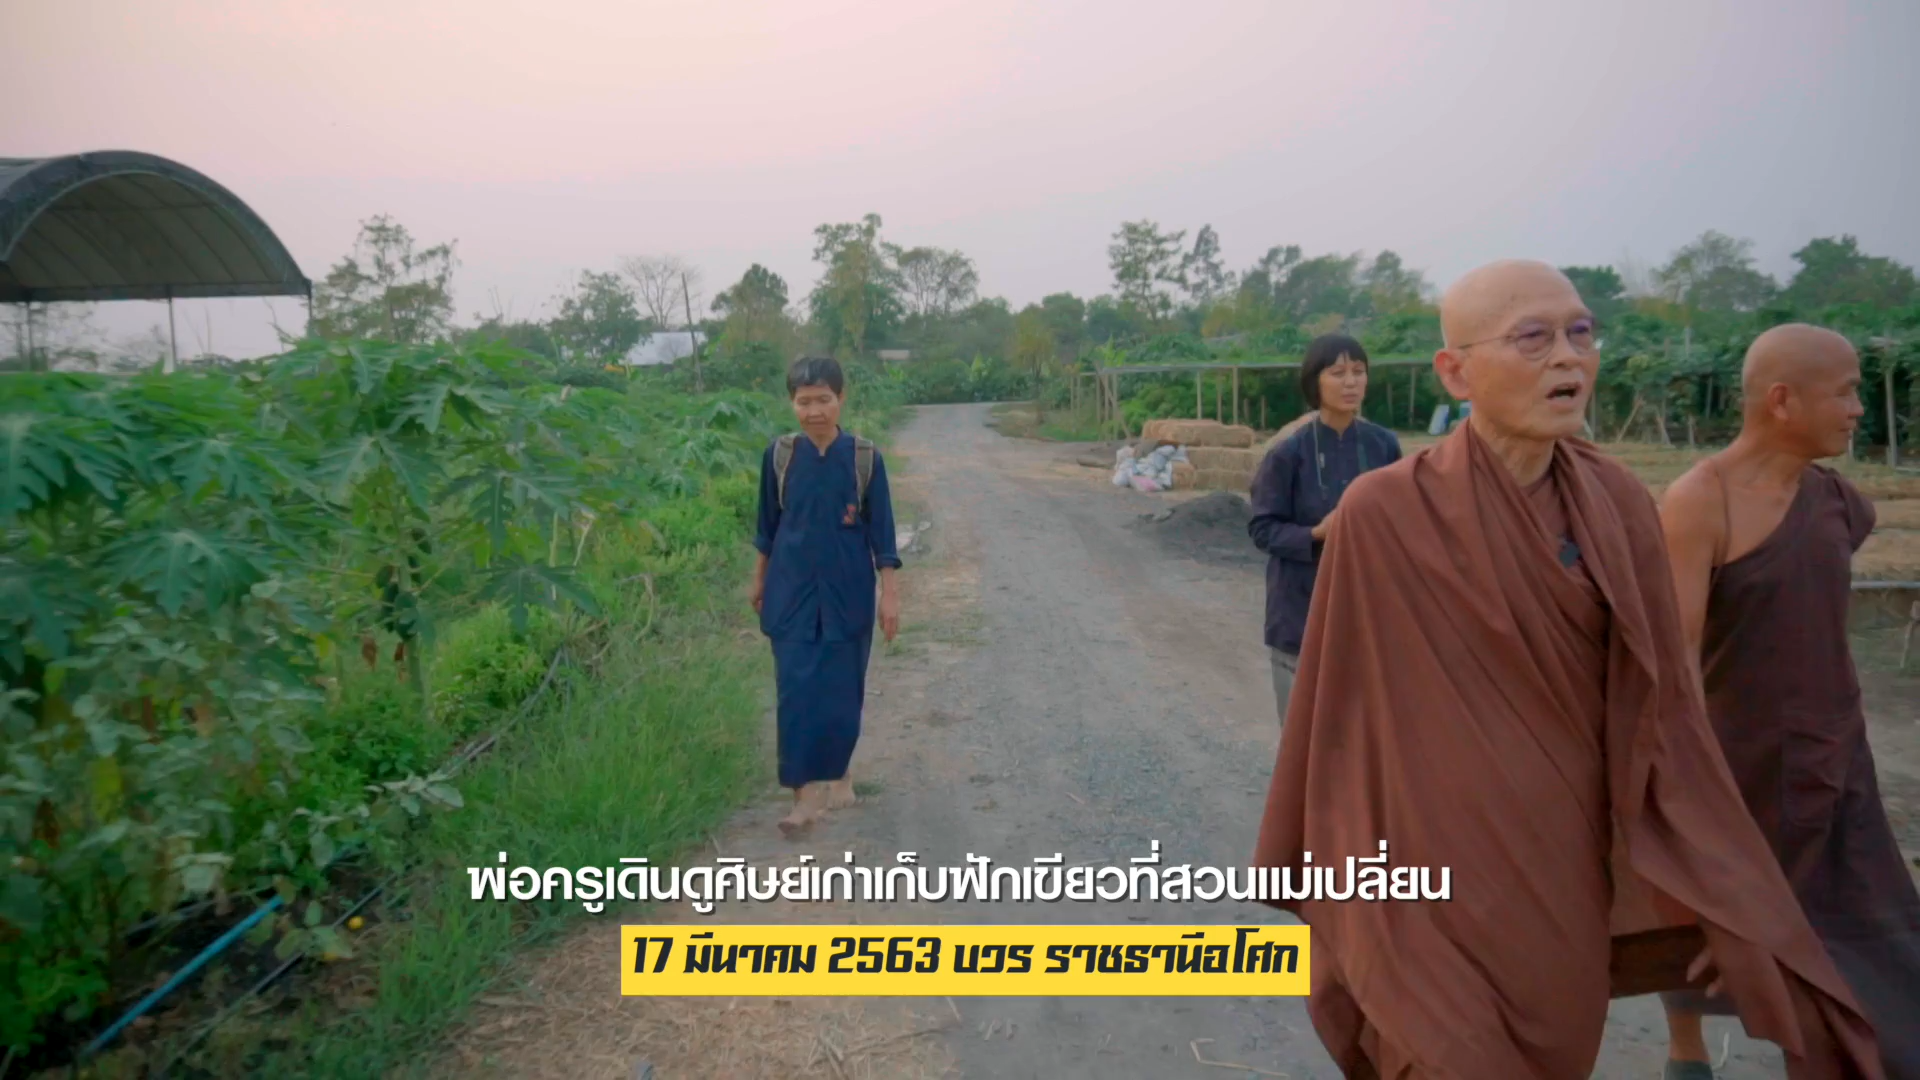 พ่อครูเดินดูศิษย์เก่าเก็บฟักเขียวที่สวนแม่เปลี่ยน
17 มีนาคม 2563 บวร ราชธานีอโศก